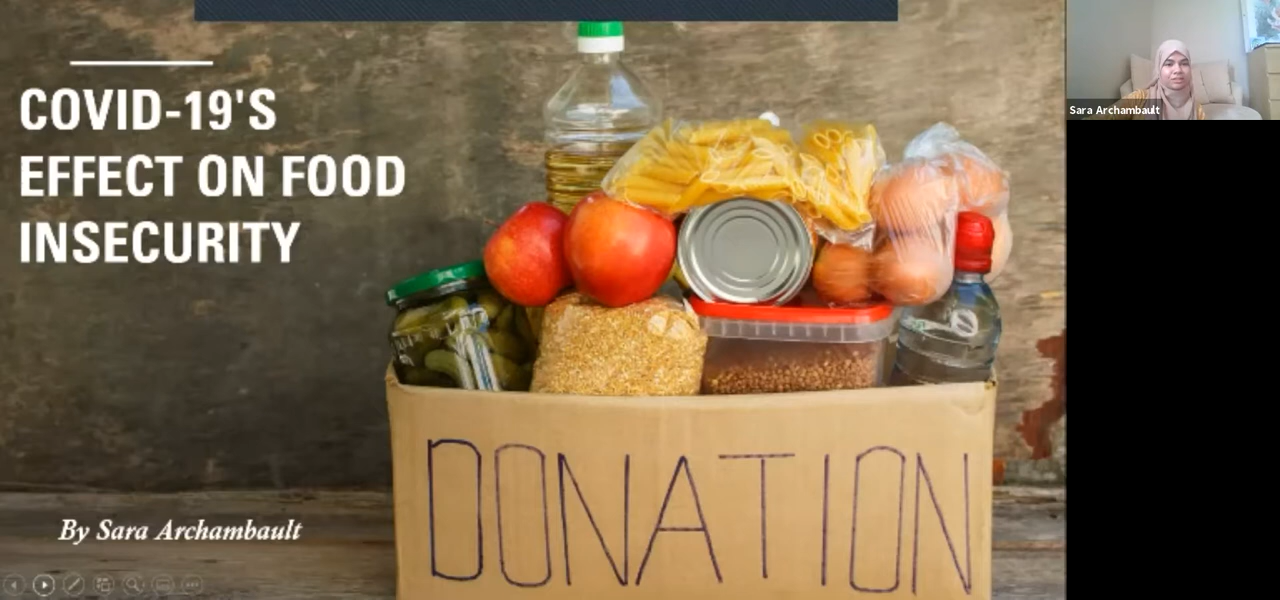 COVID-19'S
EFFECT ON FOOD
INSECURITY
By Sara Archambault
DONATION
Sara Archambault